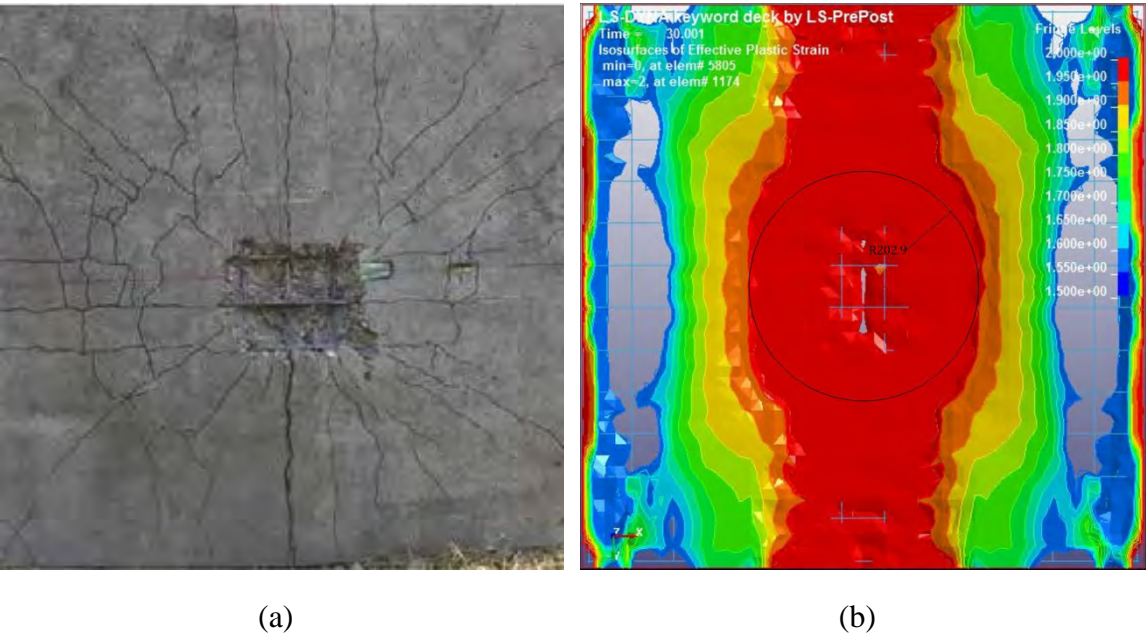 LS-DYNA keyword deck by LS-PrePost
Time = 30.001
Isosurfaces of Effective Plastic Strain
min=0, at elem# 5805
max=2, at elem# 1174
Fringe Levels
2.000e+00
1.950e+00
1.900e+00
1.850e+00
1.800e+00
1.750e+00
1.700e+00
1.650e+00
1.600e+00
1.550e+00
1.500e+00
R202.9
Z X
(a)
(b)